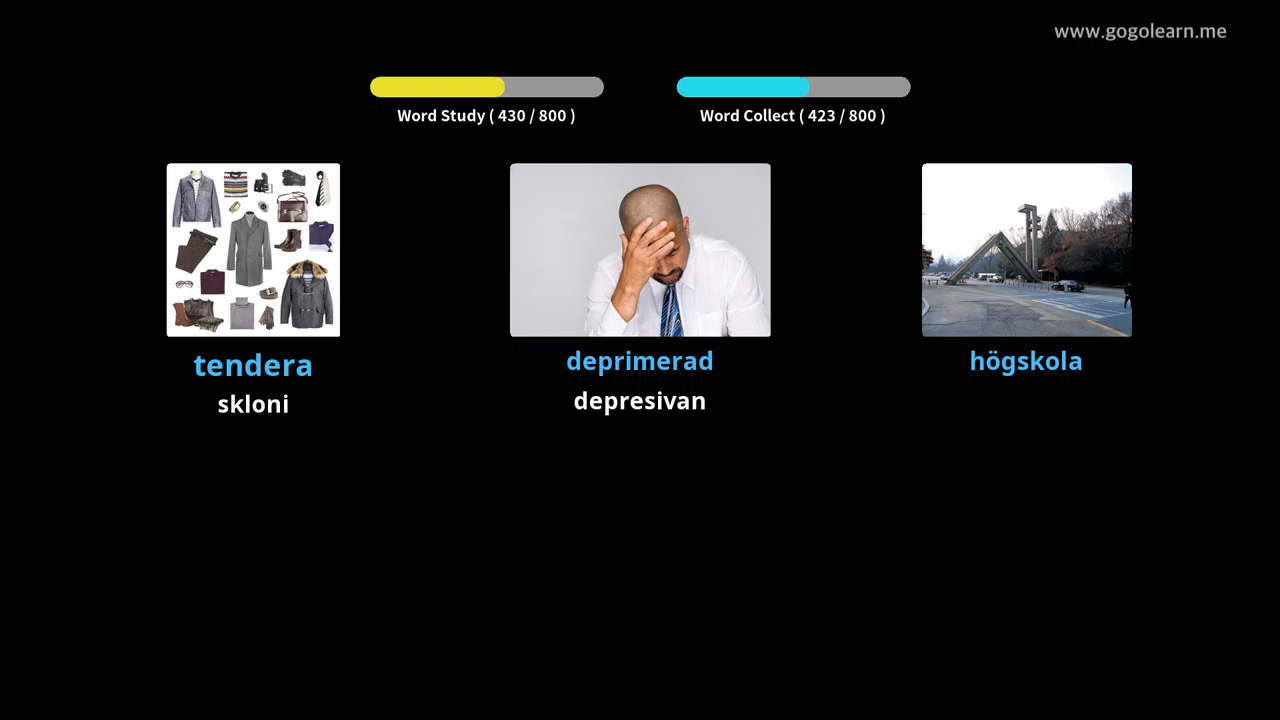 www.gogolearn.me
Word Study ( 430 / 800 )
Word Collect ( 423 / 800 )
tendera
deprimerad
högskola
skloni
depresivan